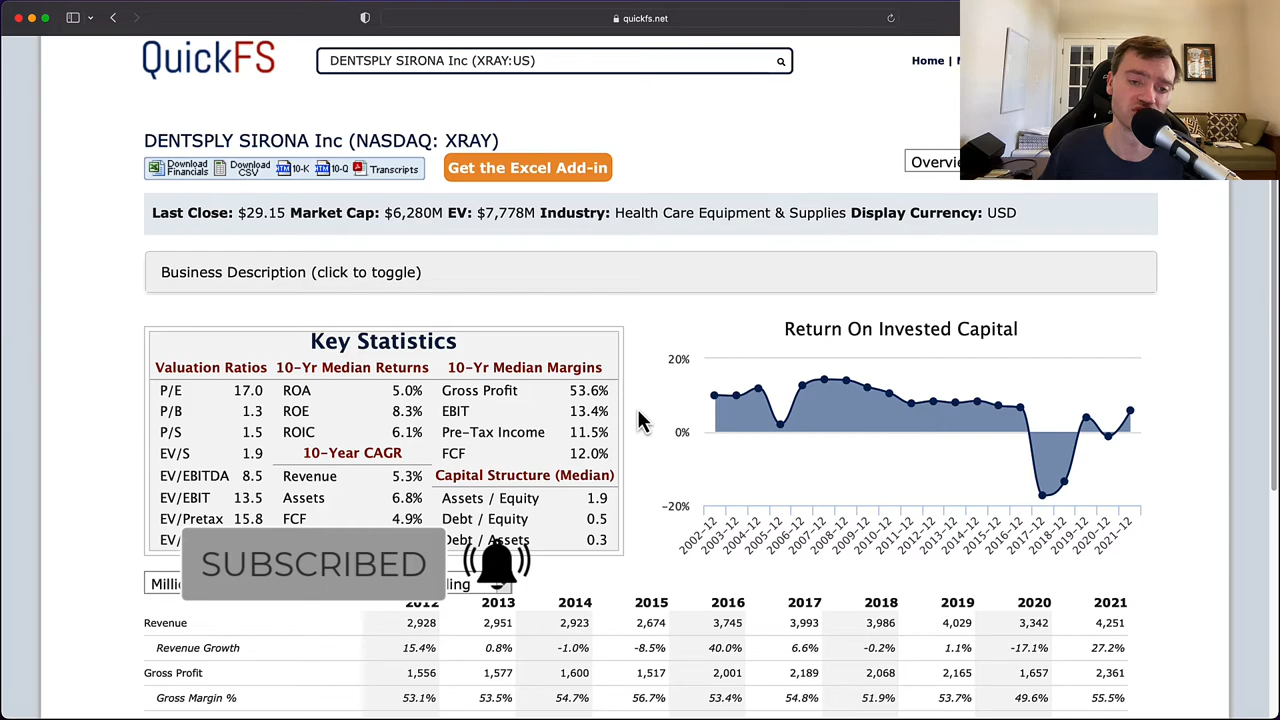 quickfs.net
QuickFS
DENTSPLY SIRONA Inc (XRAY:US)
Home |
DENTSPLY SIRONA Inc (NASDAQ: XRAY)
Download Financials Download CSV 10-K 10-Q Transcripts
Get the Excel Add-in
Last Close: $29.15 Market Cap: $6,280M EV: $7,778M Industry: Health Care Equipment & Supplies Display Currency: USD
Business Description (click to toggle)
Key Statistics
Valuation Ratios 10-Yr Median Returns 10-Yr Median Margins
P/E 17.0 ROA 5.0% Gross Profit 53.6%
P/B 1.3 ROE 8.3% EBIT 13.4%
P/S 1.5 ROIC 6.1% Pre-Tax Income 11.5%
EV/S 1.9 10-Year CAGR FCF 12.0%
EV/EBITDA 8.5 Revenue 5.3% Capital Structure (Median)
EV/EBIT 13.5 Assets 6.8% Assets / Equity 1.9
EV/Pretax 15.8 FCF 4.9% Debt / Equity 0.5
Debt / Assets 0.3
Return On Invested Capital
20%
0%
-20%
2002-12 2003-12 2004-12 2005-12 2006-12 2007-12 2008-12 2009-12 2010-12 2011-12 2012-12 2013-12 2014-12 2015-12 2016-12 2017-12 2018-12 2019-12 2020-12 2021-12
SUBSCRIBED
2012 2013 2014 2015 2016 2017 2018 2019 2020 2021
Revenue 2,928 2,951 2,923 2,674 3,745 3,993 3,986 4,029 3,342 4,251
Revenue Growth 15.4% 0.8% -1.0% -8.5% 40.0% 6.6% -0.2% 1.1% -17.1% 27.2%
Gross Profit 1,556 1,577 1,600 1,517 2,001 2,189 2,068 2,165 1,657 2,361
Gross Margin % 53.1% 53.5% 54.7% 56.7% 53.4% 54.8% 51.9% 53.7% 49.6% 55.5%